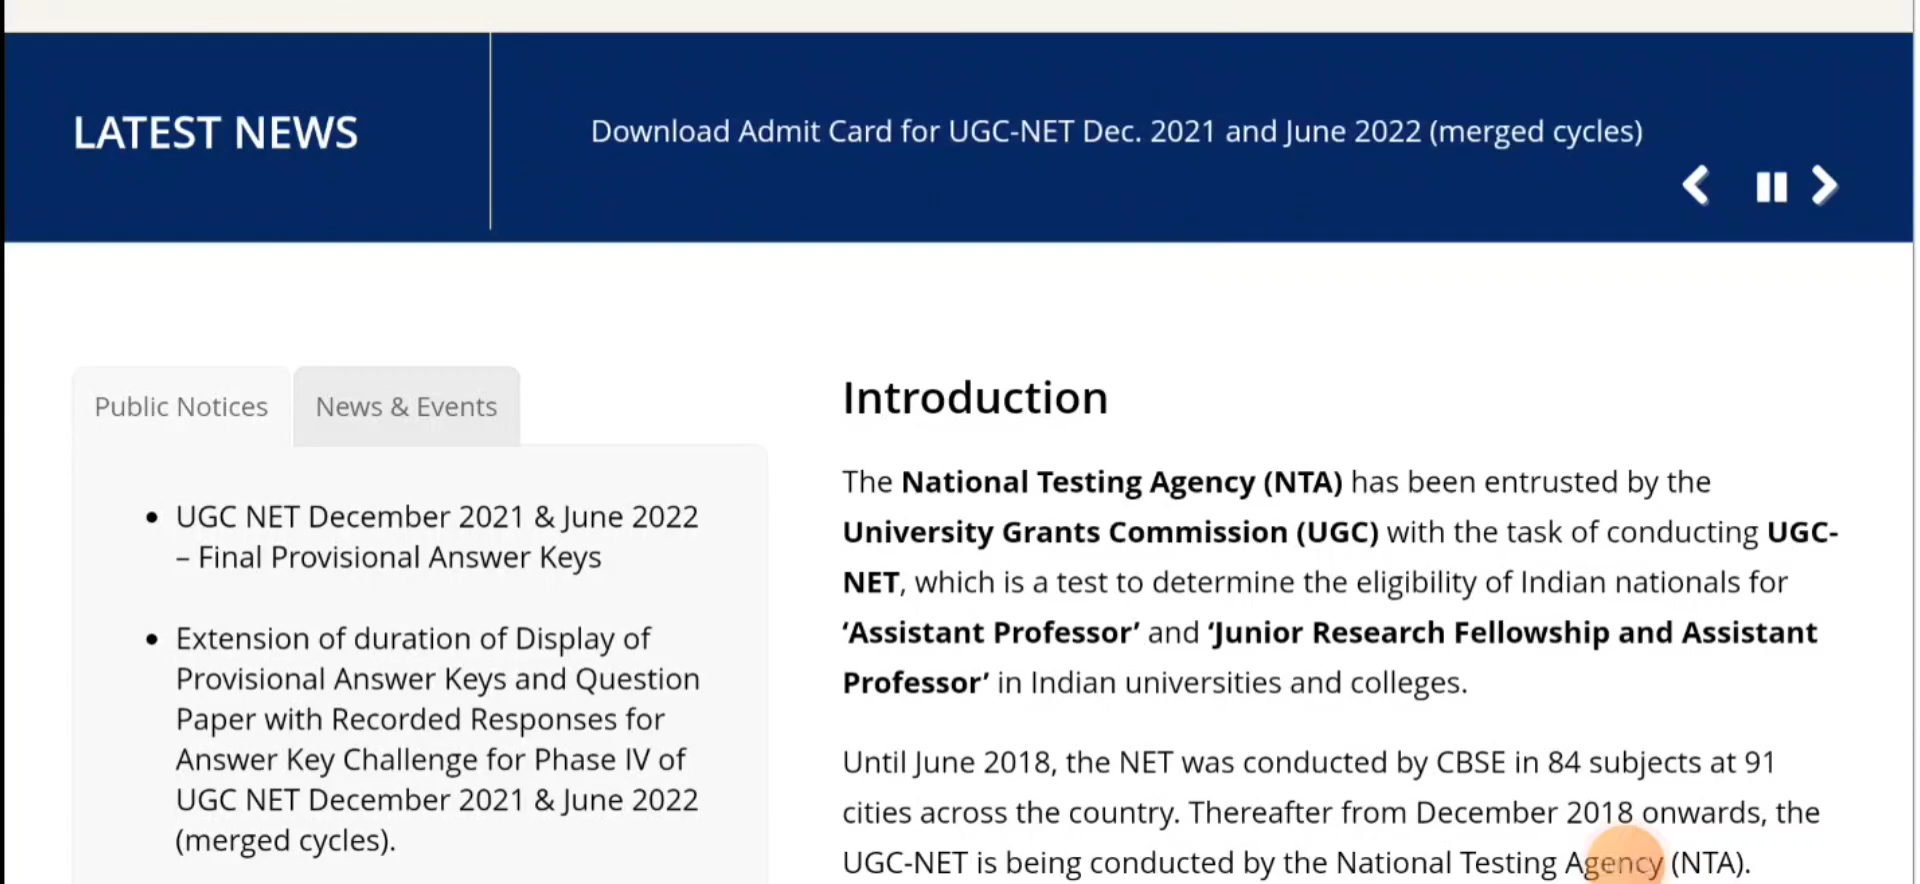 LATEST NEWS
Download Admit Card for UGC-NET Dec. 2021 and June 2022 (merged cycles)
Public Notices
News & Events
• UGC NET December 2021 & June 2022
– Final Provisional Answer Keys
• Extension of duration of Display of
Provisional Answer Keys and Question
Paper with Recorded Responses for
Answer Key Challenge for Phase IV of
UGC NET December 2021 & June 2022
(merged cycles).
Introduction
The National Testing Agency (NTA) has been entrusted by the
University Grants Commission (UGC) with the task of conducting UGC-
NET, which is a test to determine the eligibility of Indian nationals for
‘Assistant Professor’ and ‘Junior Research Fellowship and Assistant
Professor’ in Indian universities and colleges.
Until June 2018, the NET was conducted by CBSE in 84 subjects at 91
cities across the country. Thereafter from December 2018 onwards, the
UGC-NET is being conducted by the National Testing Agency (NTA).